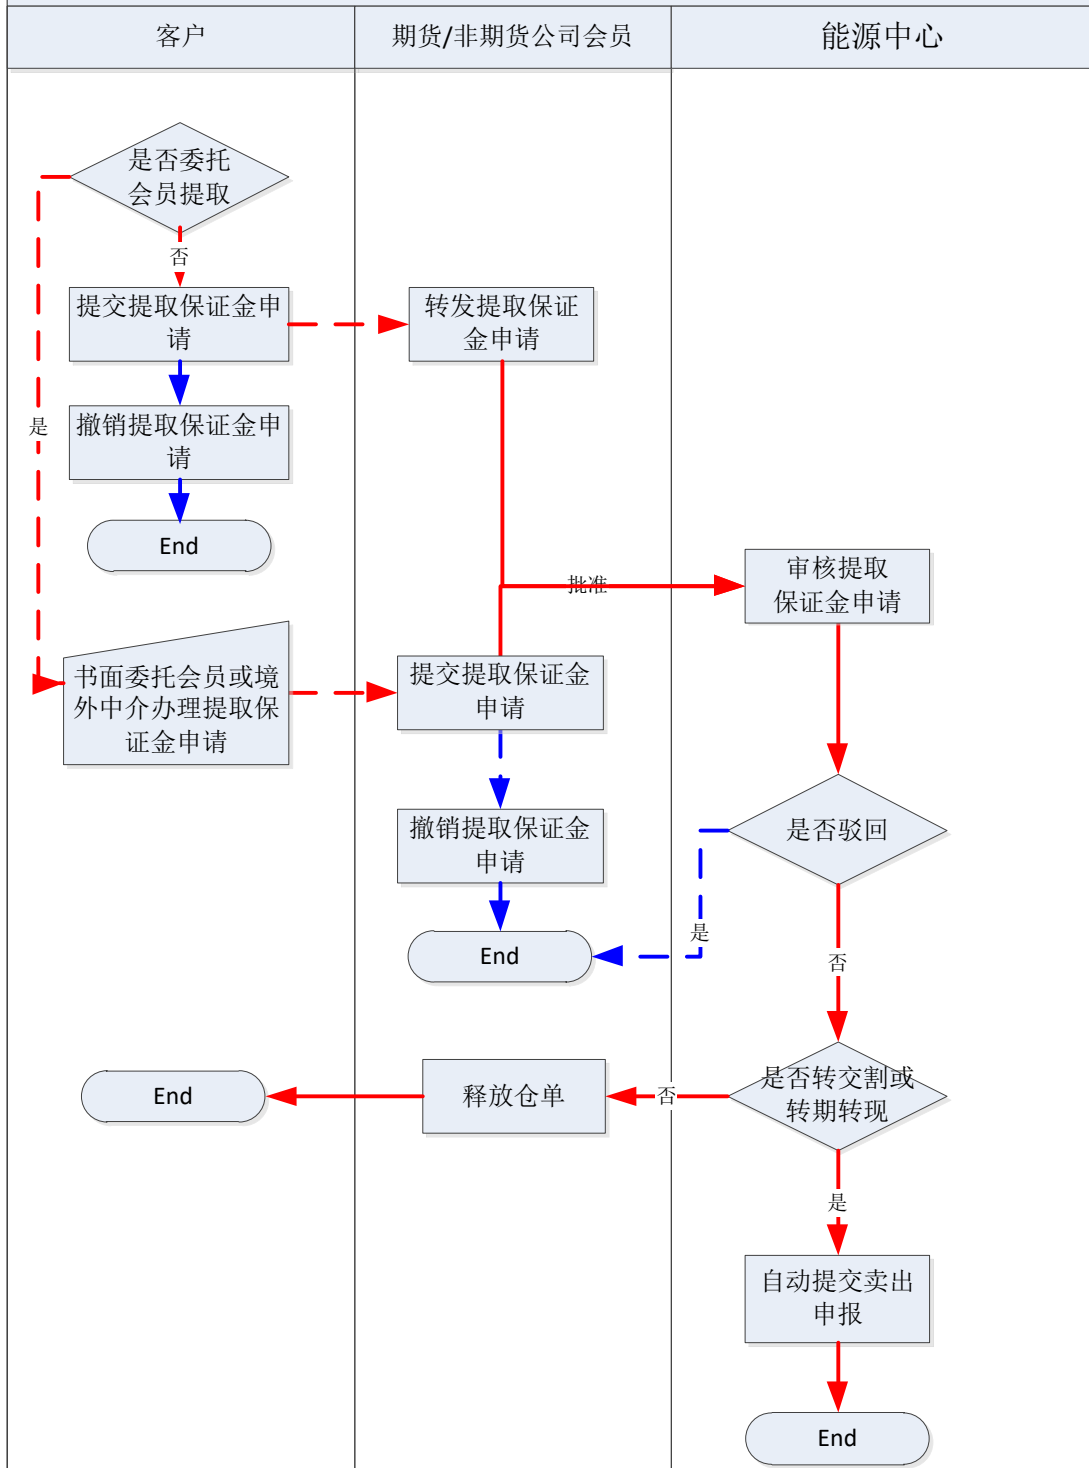 客户
期货/非期货公司会员
能源中心
是否委托
会员提取
否
提交提取保证金申
请
转发提取保证
金申请
撤销提取保证金申
请
是
End
批准
审核提取
保证金申请
书面委托会员或境
外中介办理提取保
证金申请
提交提取保证金
申请
撤销提取保证金
申请
是否驳回
是
End
否
是否转交割或
转期转现
否
释放仓单
End
是
自动提交卖出
申报
End